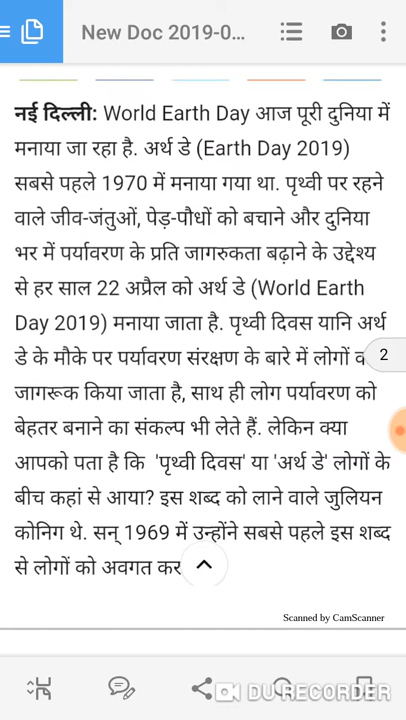 New Doc 2019-0...
नई दिल्ली: World Earth Day आज पूरी दुनिया में
मनाया जा रहा है. अर्थ डे (Earth Day 2019)
सबसे पहले 1970 में मनाया गया था. पृथ्वी पर रहने
वाले जीव-जंतुओं, पेड़-पौधों को बचाने और दुनिया
भर में पर्यावरण के प्रति जागरुकता बढ़ाने के उद्देश्य
से हर साल 22 अप्रैल को अर्थ डे (World Earth
Day 2019) मनाया जाता है. पृथ्वी दिवस यानि अर्थ
डे के मौके पर पर्यावरण संरक्षण के बारे में लोगों
2
जागरूक किया जाता है, साथ ही लोग पर्यावरण को
बेहतर बनाने का संकल्प भी लेते हैं. लेकिन क्या
आपको पता है कि 'पृथ्वी दिवस' या 'अर्थ डे' लोगों के
बीच कहां से आया? इस शब्द को लाने वाले जुलियन
कोनिग थे. सन् 1969 में उन्होंने सबसे पहले इस शब्द
से लोगों को अवगत कर
Scanned by CamScanner
DU RECORDER